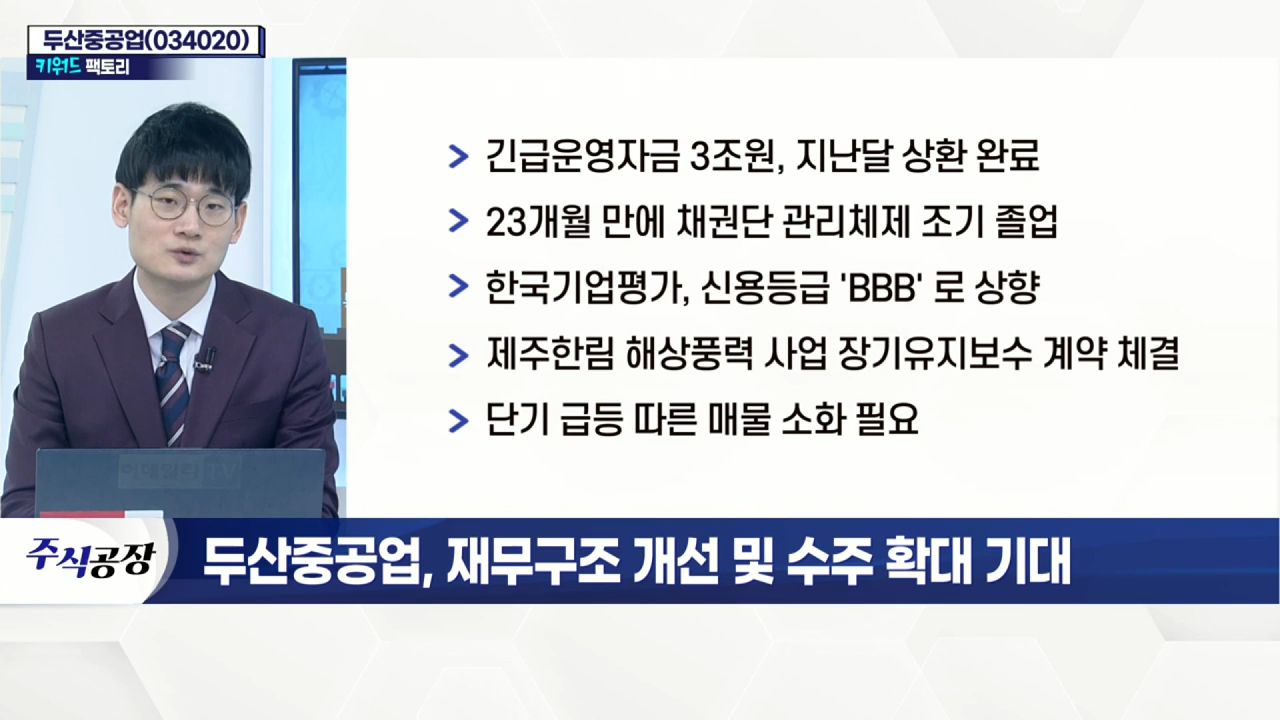 두산중공업(034020)
키워드 팩토리
> 긴급운영자금 3조원, 지난달 상환 완료
> 23개월 만에 채권단 관리체제 조기 졸업
> 한국기업평가, 신용등급 'BBB' 로 상향
> 제주한림 해상풍력 사업 장기유지보수 계약 체결
> 단기 급등 따른 매물 소화 필요
이데일리 TV
주식공장
두산중공업, 재무구조 개선 및 수주 확대 기대